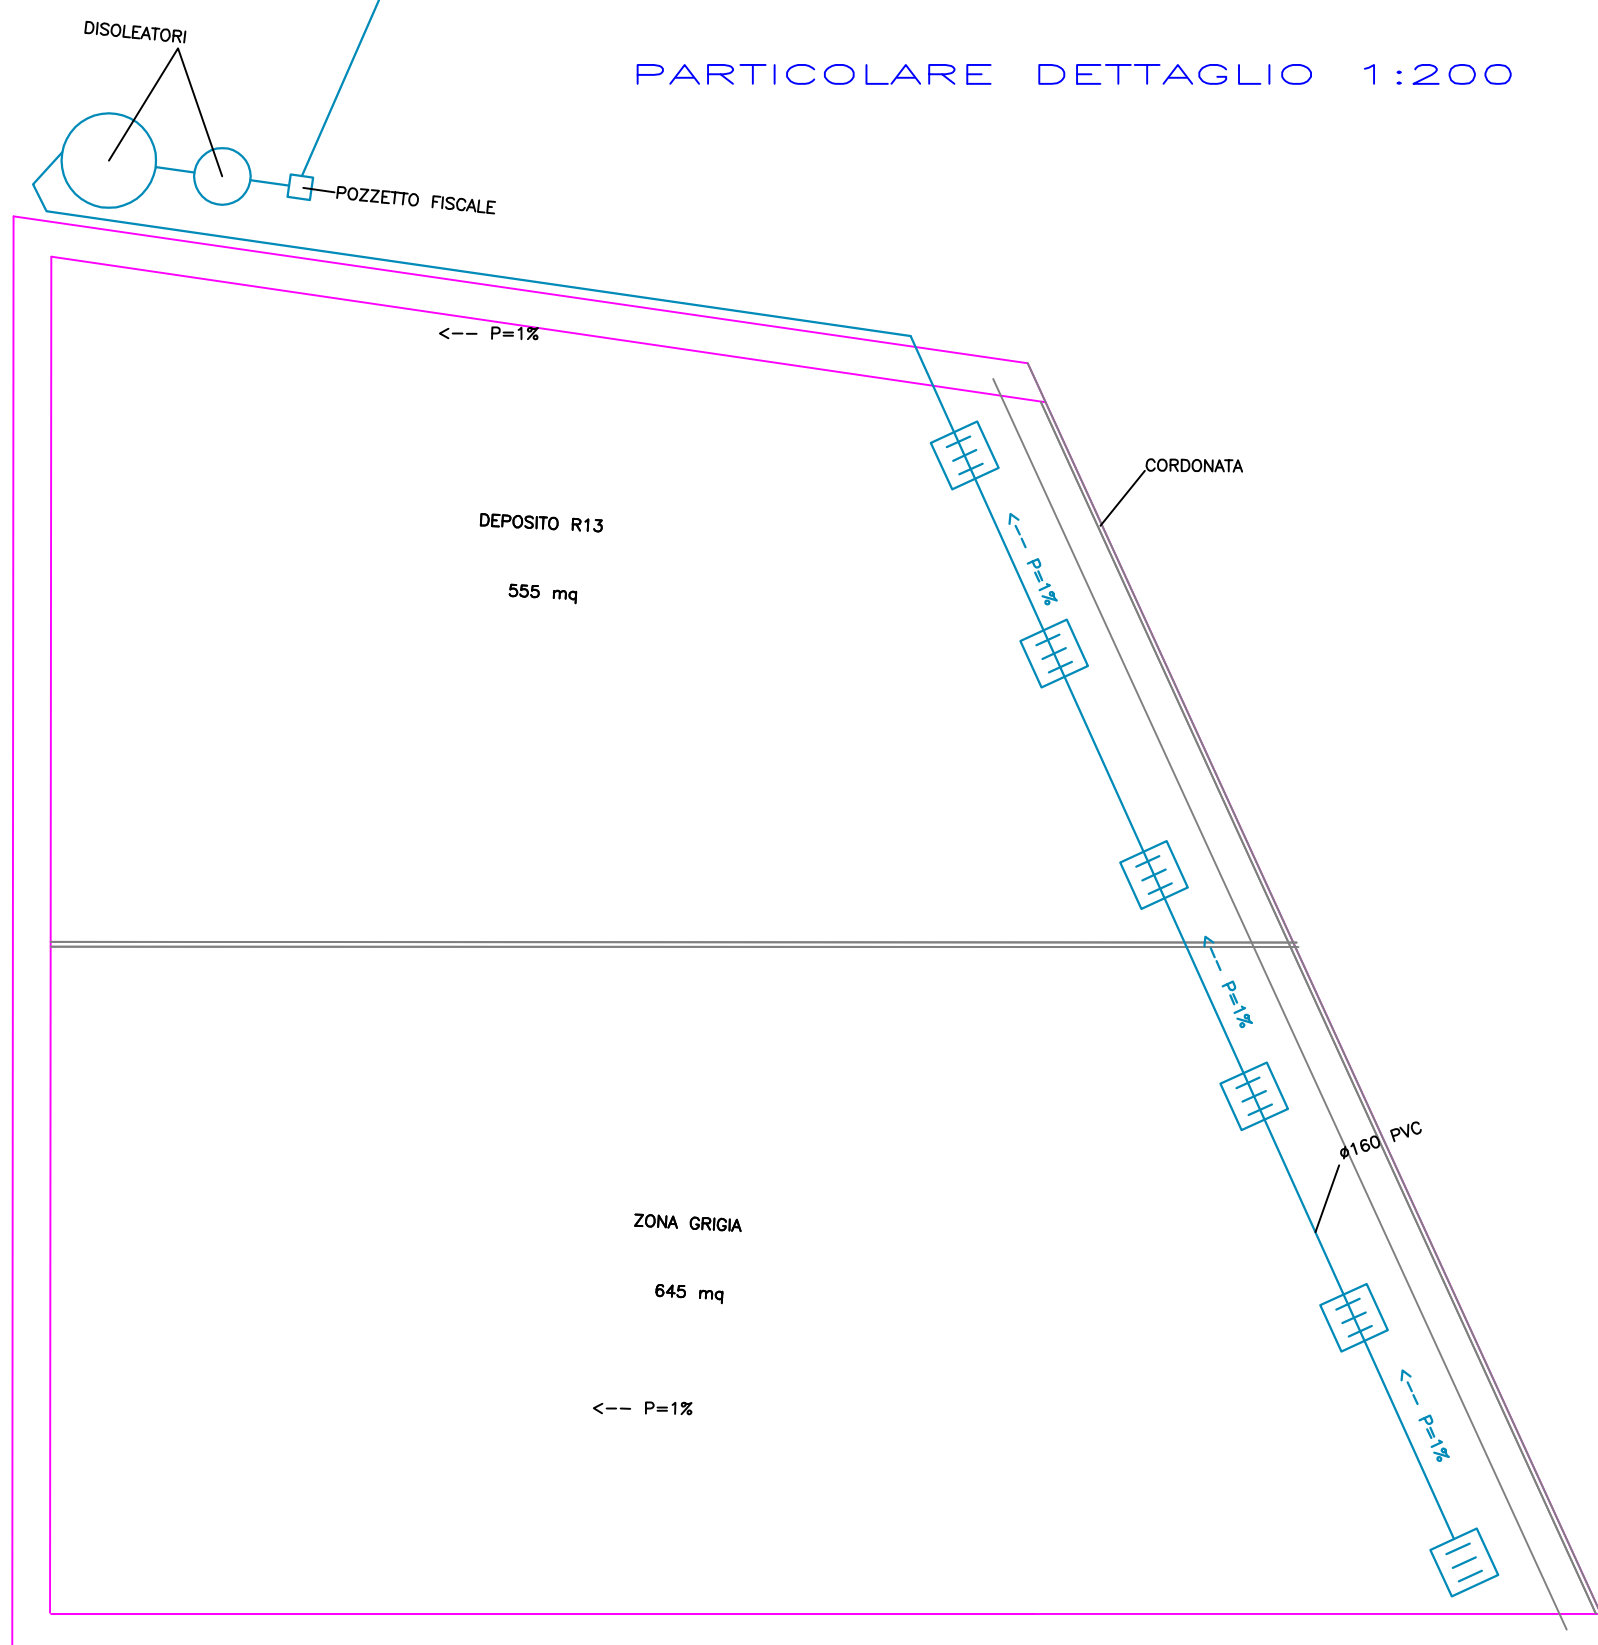 DISOLEATORI
PARTICOLARE DETTAGLIO 1:200
POZZETTO FISCALE
<-- P=1%
CORDONATA
DEPOSITO R13
<-- P=1%
555 mq
<-- P=1%
ø160 PVC
ZONA GRIGIA
645 mq
<-- P=1%
<-- P=1%